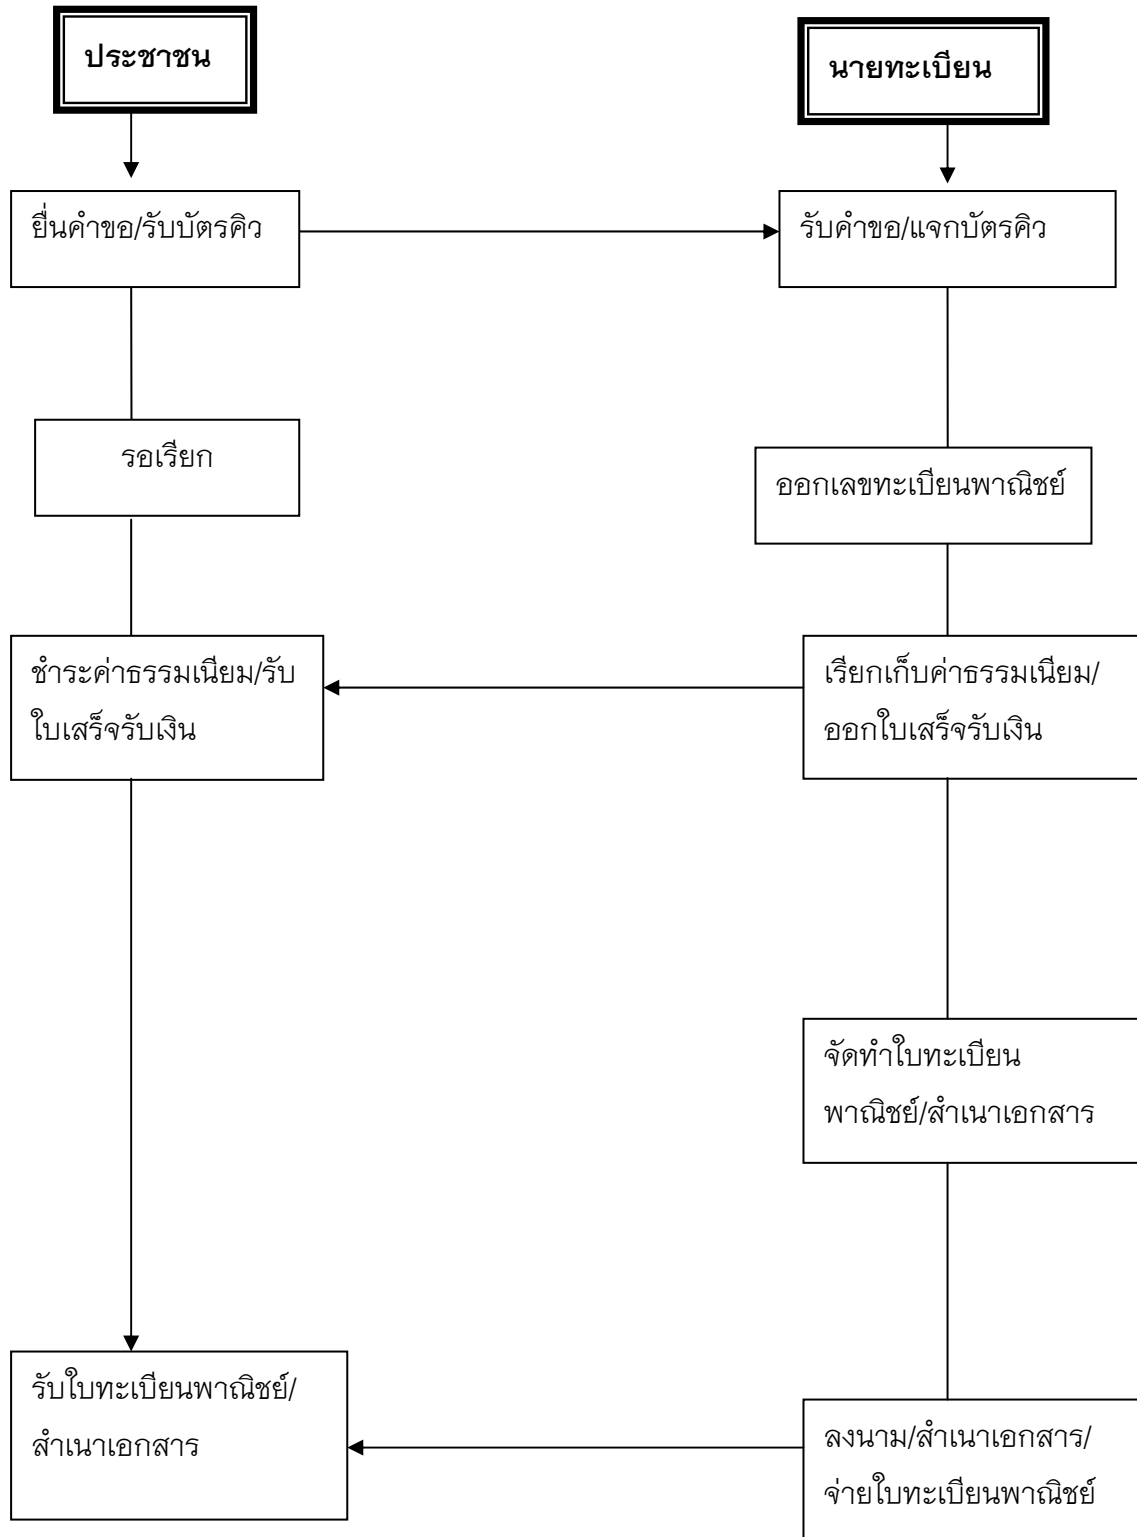 ประชาชน
นายทะเบียน
ยื่นคำขอ/รับบัตรคิว
รับคำขอ/แจกบัตรคิว
รอเรียก
ออกเลขทะเบียนพาณิชย์
ชำระค่าธรรมเนียม/รับ
ใบเสร็จรับเงิน
เรียกเก็บค่าธรรมเนียม/
ออกใบเสร็จรับเงิน
จัดทำใบทะเบียน
พาณิชย์/สำเนาเอกสาร
รับใบทะเบียนพาณิชย์/
สำเนาเอกสาร
ลงนาม/สำเนาเอกสาร/
จ่ายใบทะเบียนพาณิชย์